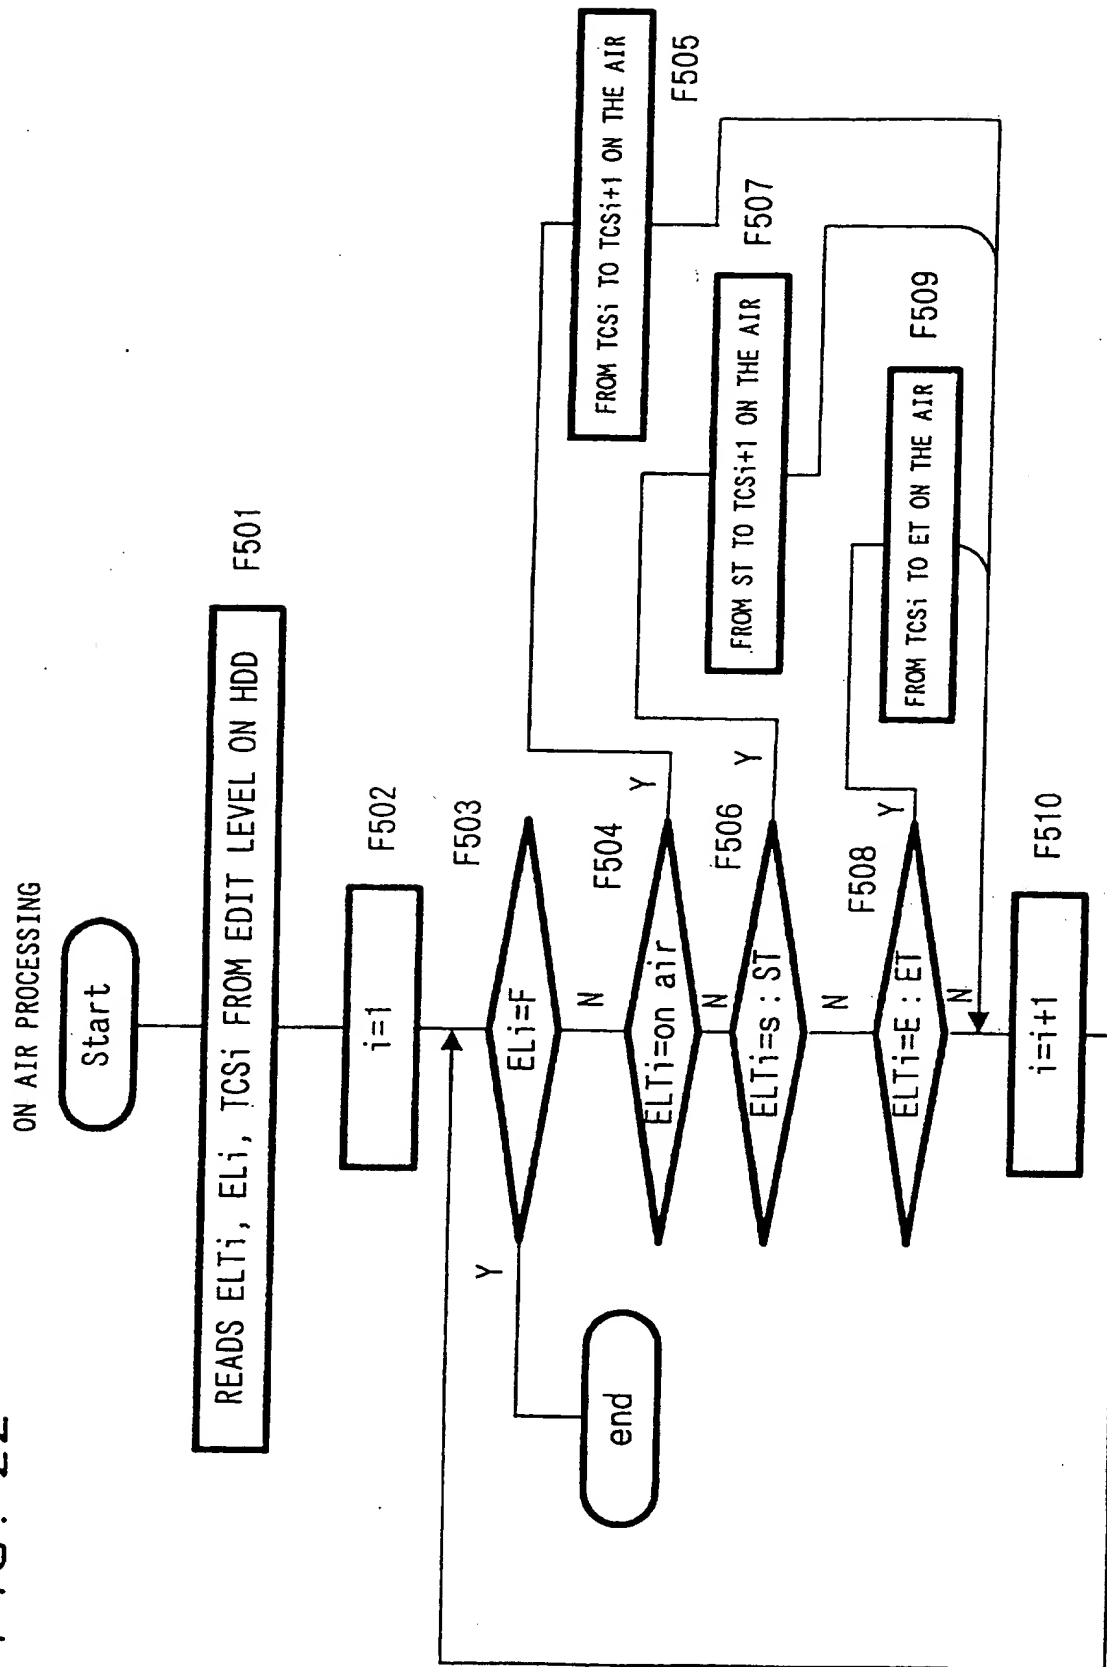 FIG. 22
ON AIR PROCESSING
Start
READS ELTi, ELi, TCSi FROM EDIT LEVEL ON HDD
F501
i=1
F502
F503
ELi=F
Y
N
end
F504
ELTi=on air
Y
N
FROM TCSi TO TCSi+1 ON THE AIR
F505
F506
ELTi=s : ST
Y
N
FROM ST TO TCSi+1 ON THE AIR
F507
F508
ELTi=E : ET
Y
N
FROM TCSi TO ET ON THE AIR
F509
i=i+1
F510